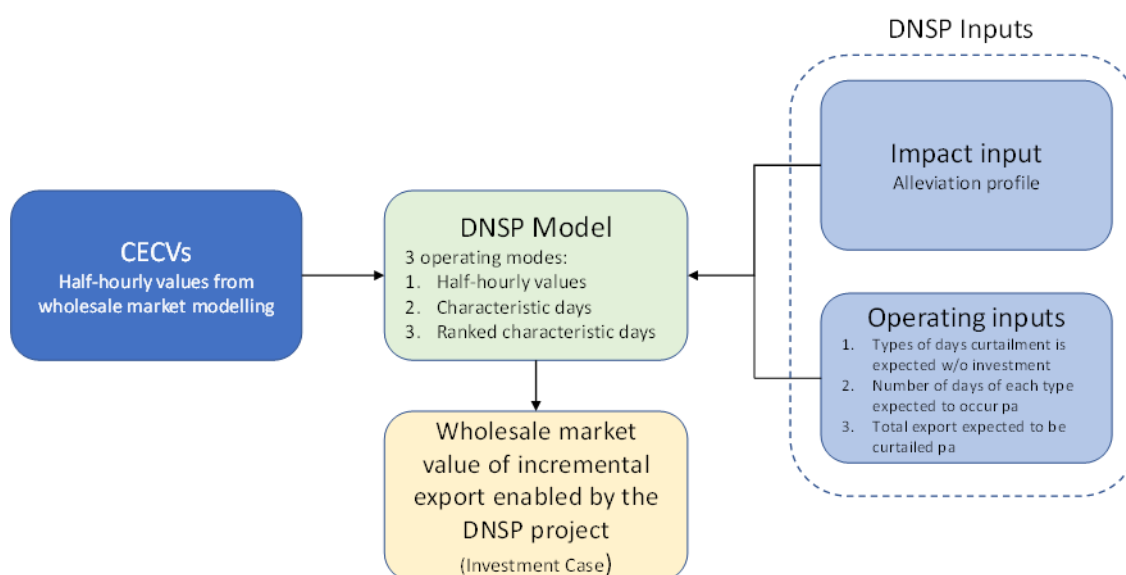 DNSP Inputs
Impact input
Alleviation profile
CECVs
Half-hourly values from
wholesale market modelling
DNSP Model
3 operating modes:
1. Half-hourly values
2. Characteristic days
3. Ranked characteristic days
Operating inputs
1. Types of days curtailment is
expected w/o investment
2. Number of days of each type
expected to occur pa
3. Total export expected to be
curtailed pa
Wholesale market
value of incremental
export enabled by the
DNSP project
(Investment Case)